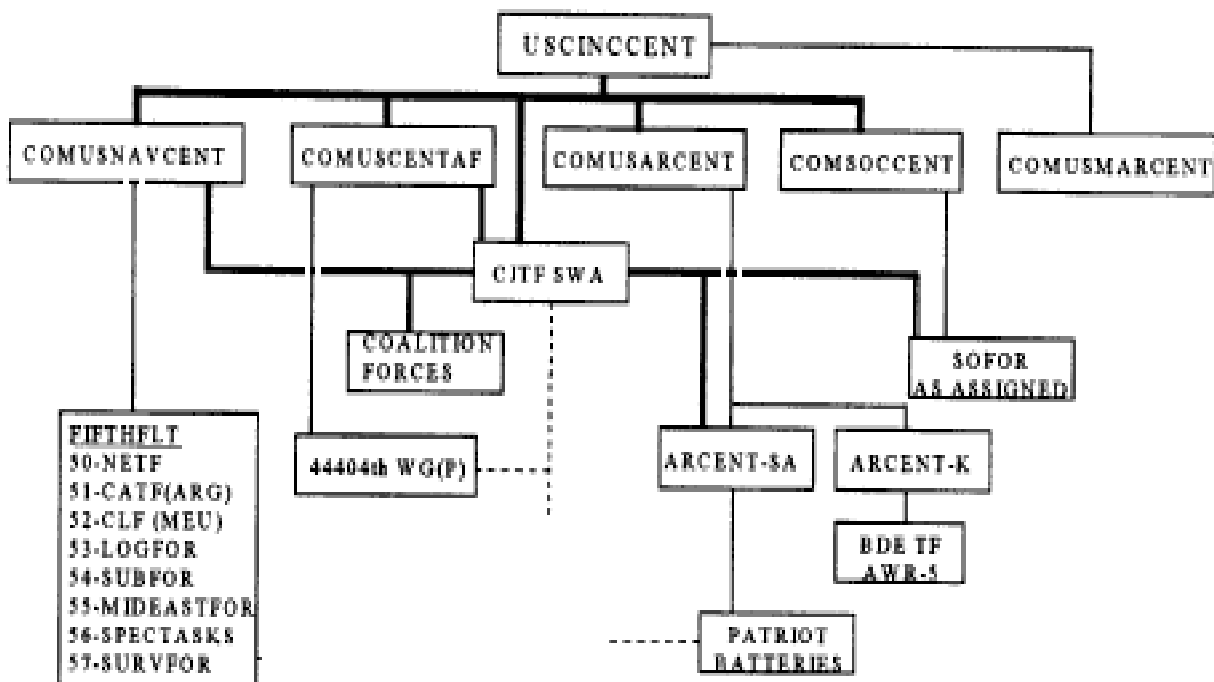 USCINCCENT
COMUSNAVCENT
COMUSCENTAF
COMUSARCENT
COMSOCCENT
COMUSMARCENT
CJTF SWA
COALITION
FORCES
SOFOR
AS ASSIGNED
FIFTHFLT
50-NETF
51-CATF(ARG)
52-CLF (MEU)
53-LOGFOR
54-SUBFOR
55-MIDEASTFOR
56-SPECTASKS
57-SURVFOR
44404th WG(P)
ARCENT-SA
ARCENT-K
BDE TF
AWR-5
PATRIOT
BATTERIES